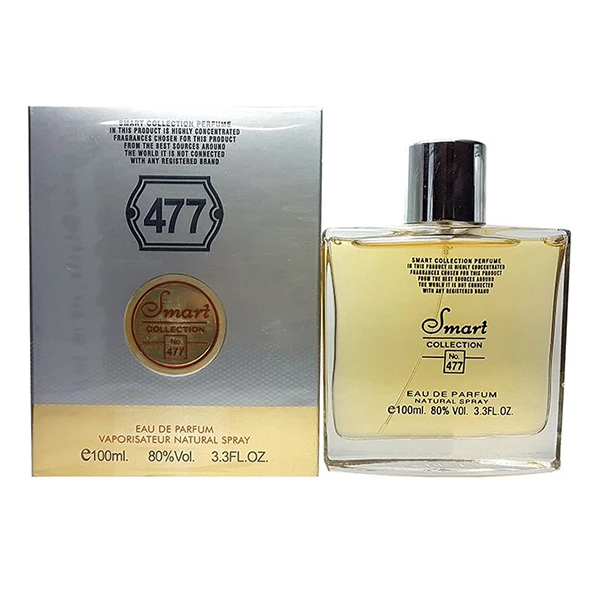 SMART COLLECTION PERFUME
IN THIS PRODUCT IS HIGHLY CONCENTRATED
FRAGRANCES CHOSEN FOR THIS PRODUCT
FROM THE BEST SOURCES AROUND
THE WORLD IT IS NOT CONNECTED
WITH ANY REGISTERED BRAND
477
Smart
COLLECTION
No.
477
EAU DE PARFUM
VAPORISATEUR NATURAL SPRAY
℮100ml. 80%Vol. 3.3FL.OZ.
SMART COLLECTION PERFUME
IN THIS PRODUCT IS HIGHLY CONCENTRATED
FRAGRANCES CHOSEN FOR THIS PRODUCT
FROM THE BEST SOURCES AROUND
THE WORLD IT IS NOT CONNECTED
WITH ANY REGISTERED BRAND
Smart
COLLECTION
No.
477
EAU DE PARFUM
NATURAL SPRAY
℮100ml. 80% Vol. 3.3FL.OZ.